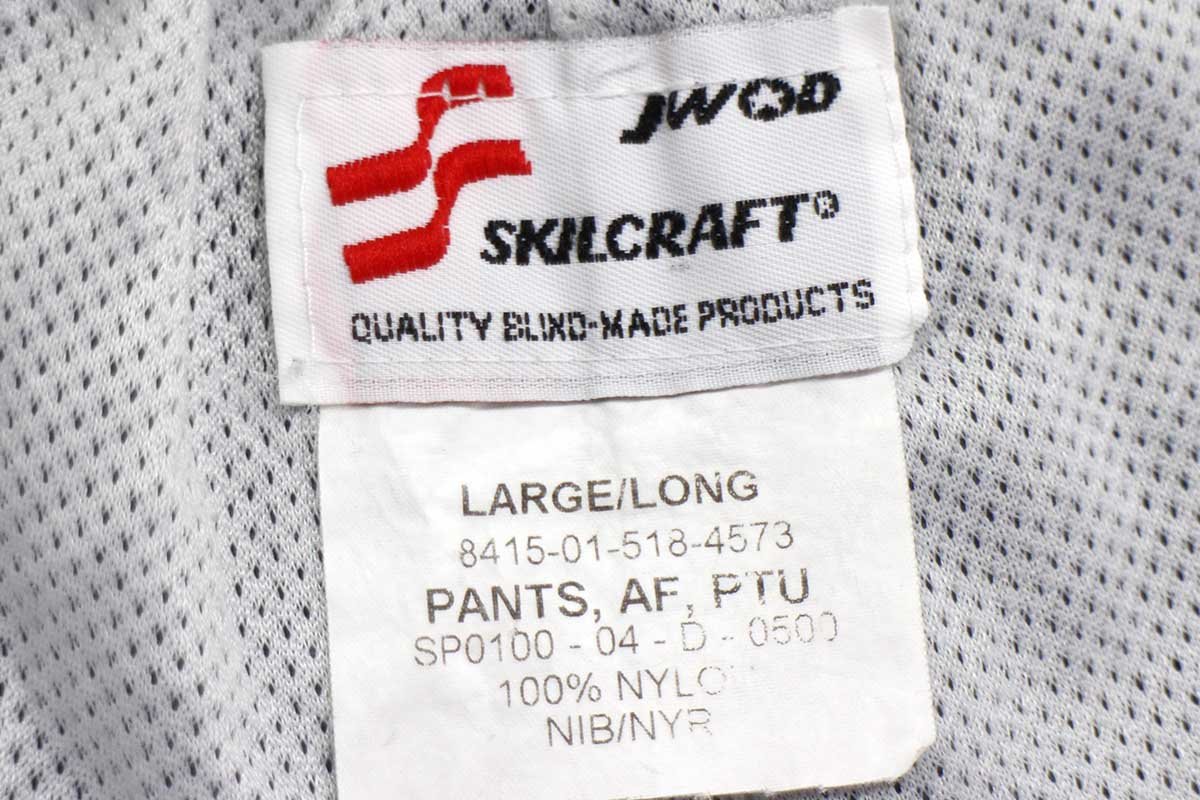 JWOD
SKILCRAFT®
QUALITY BLIND-MADE PRODUCTS
LARGE/LONG
8415-01-518-4573
PANTS, AF, PTU
SP0100 - 04 - D - 0500
100% NYLON
NIB/NYR